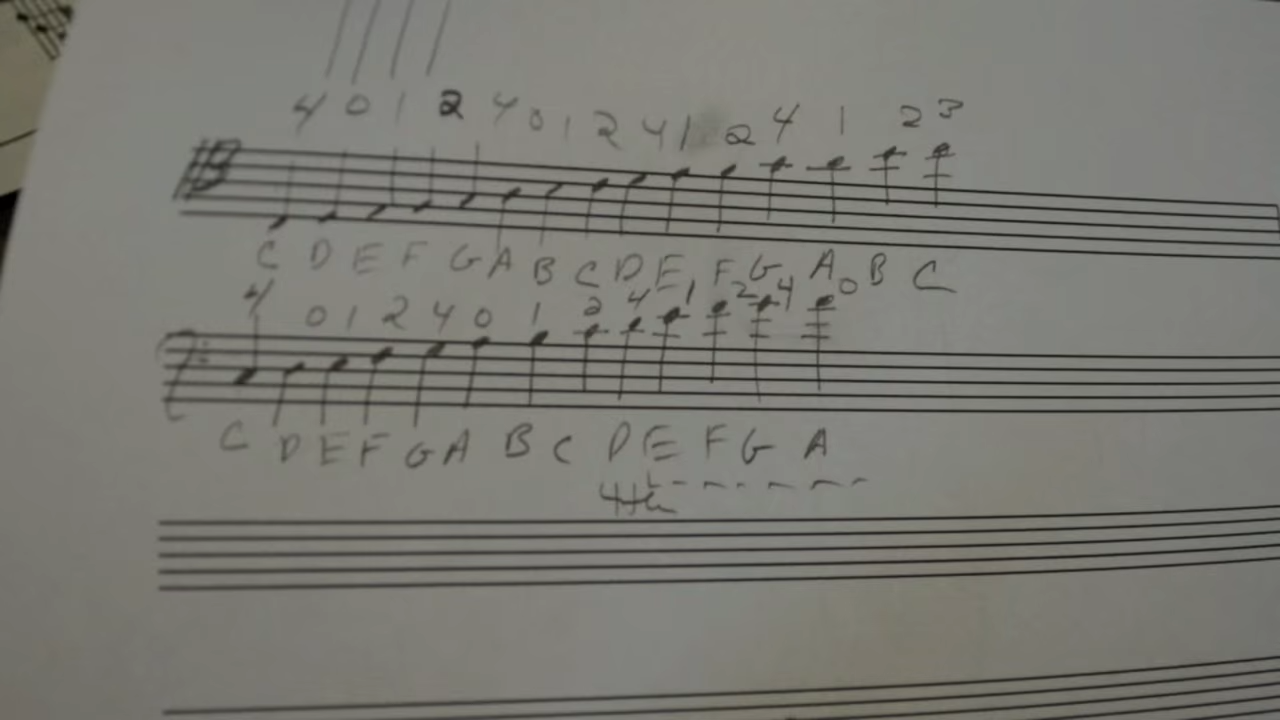 4 0 1 2 4 0 1 2 4 1 2 4 1 2 3
C D E F G A B C D E F G A B C
4 0 1 2 4 0 1 2 4 1 2 4 0
C D E F G A B C D E F G A
4th